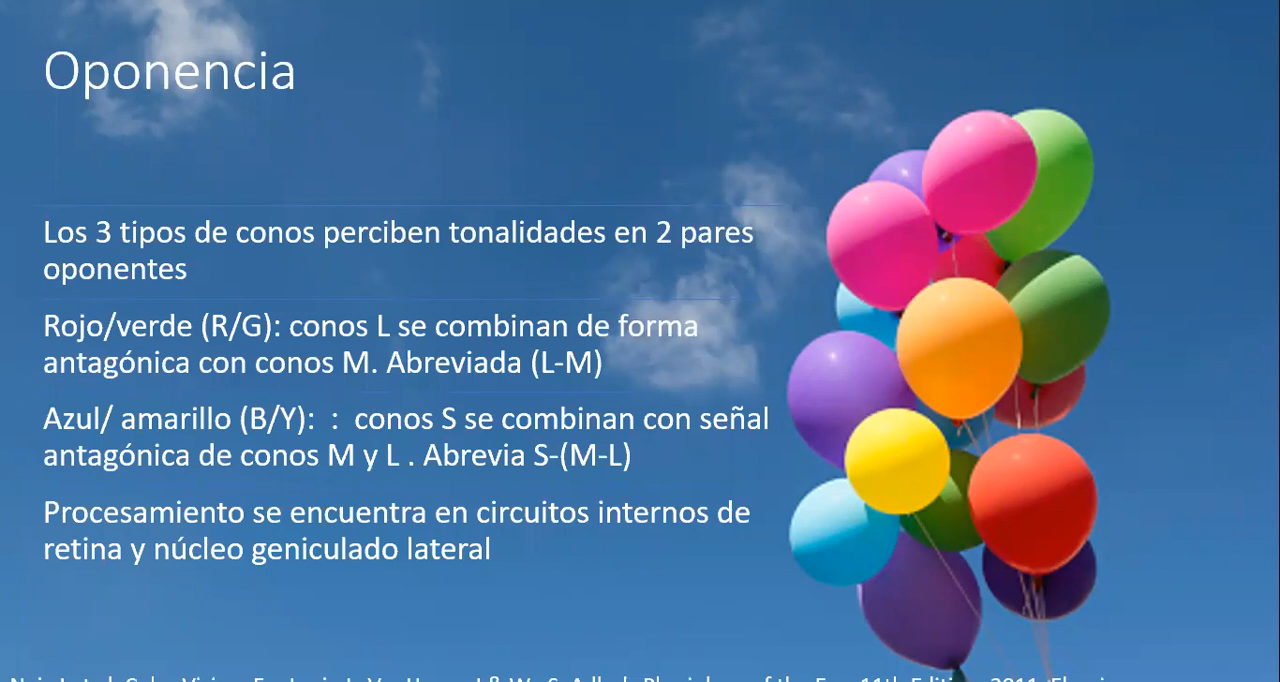 Oponencia
Los 3 tipos de conos perciben tonalidades en 2 pares
oponentes
Rojo/verde (R/G): conos L se combinan de forma
antagónica con conos M. Abreviada (L-M)
Azul/ amarillo (B/Y):  :  conos S se combinan con señal
antagónica de conos M y L . Abrevia S-(M-L)
Procesamiento se encuentra en circuitos internos de
retina y núcleo geniculado lateral